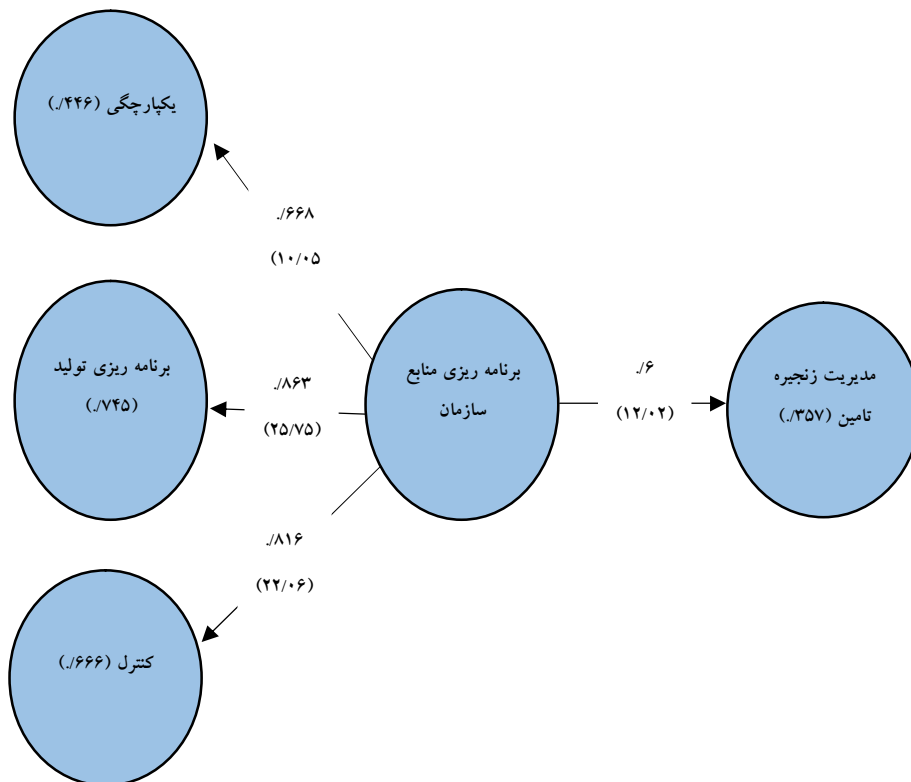 یکپارچگی (۴۴۶/.)
./۶۶۸
(۱۰/۰۵
برنامه ریزی تولید
(./۷۴۵)
./۸۶۳
(۲۵/۷۵)
برنامه ریزی منابع
سازمان
./۶
(۱۲/۰۲)
مدیریت زنجیره
تامین (۳۵۷/.)
./۸۱۶
(۲۲/۰۶)
کنترل (۶۶۶/.)